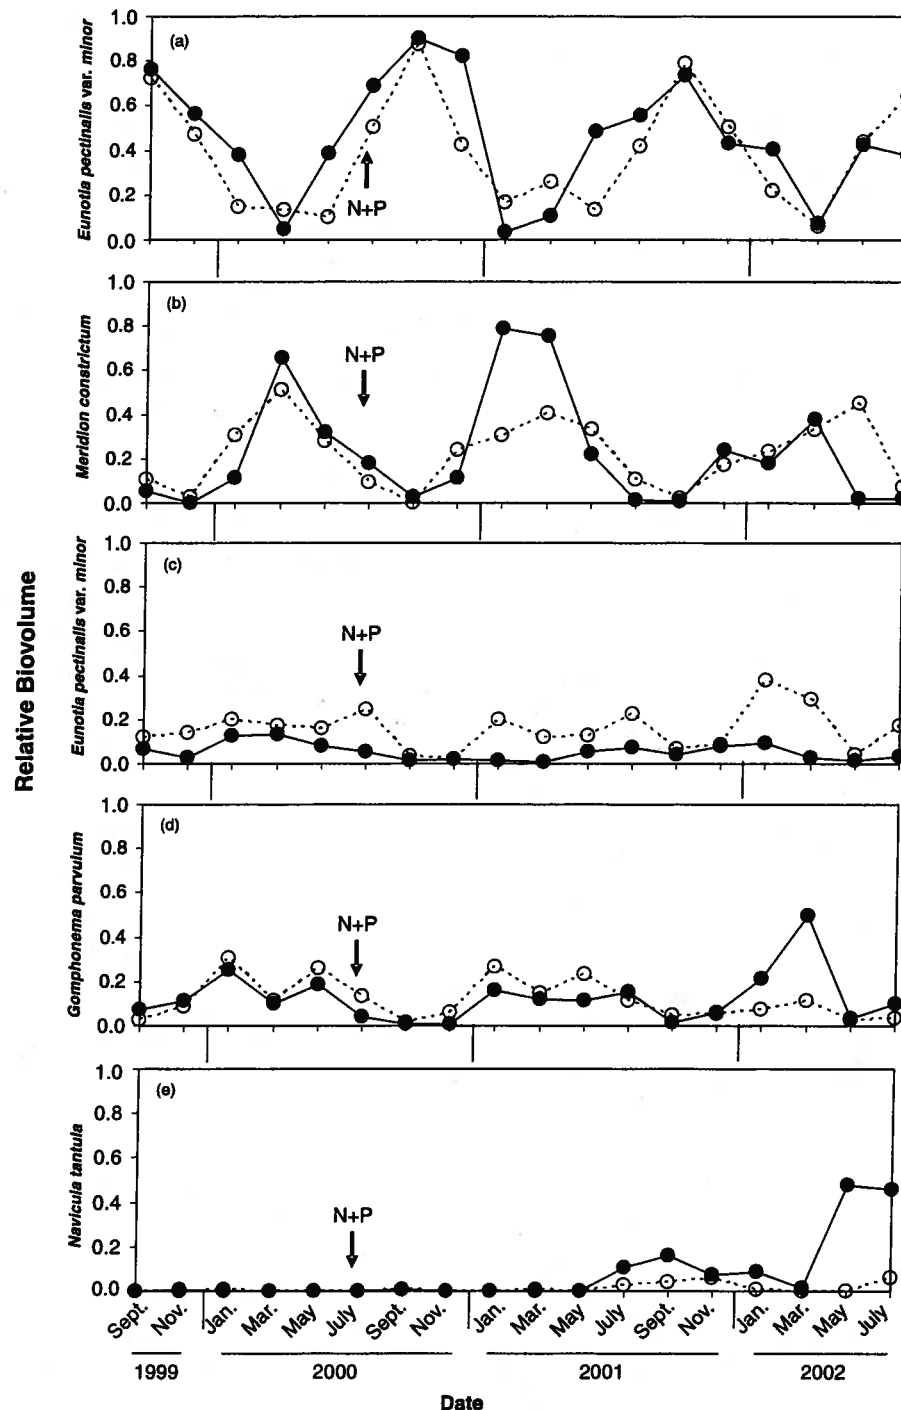 Relative Biovolume
Eunotia pectinalis var. minor
1.0
(a)
0.8
0.6
0.4
0.2
N+P
0.0
Meridion constrictum
1.0
(b)
0.8
N+P
0.6
0.4
0.2
0.0
Eunotia pectinalis var. minor
1.0
(c)
0.8
0.6
N+P
0.4
0.2
0.0
Gomphonema parvulum
1.0
(d)
0.8
0.6
N+P
0.4
0.2
0.0
Navicula tantula
1.0
(e)
0.8
0.6
0.4
N+P
0.2
0.0
Sept. Nov. Jan. Mar. May July Sept. Nov. Jan. Mar. May July Sept. Nov. Jan. Mar. May July
1999 2000 2001 2002
Date